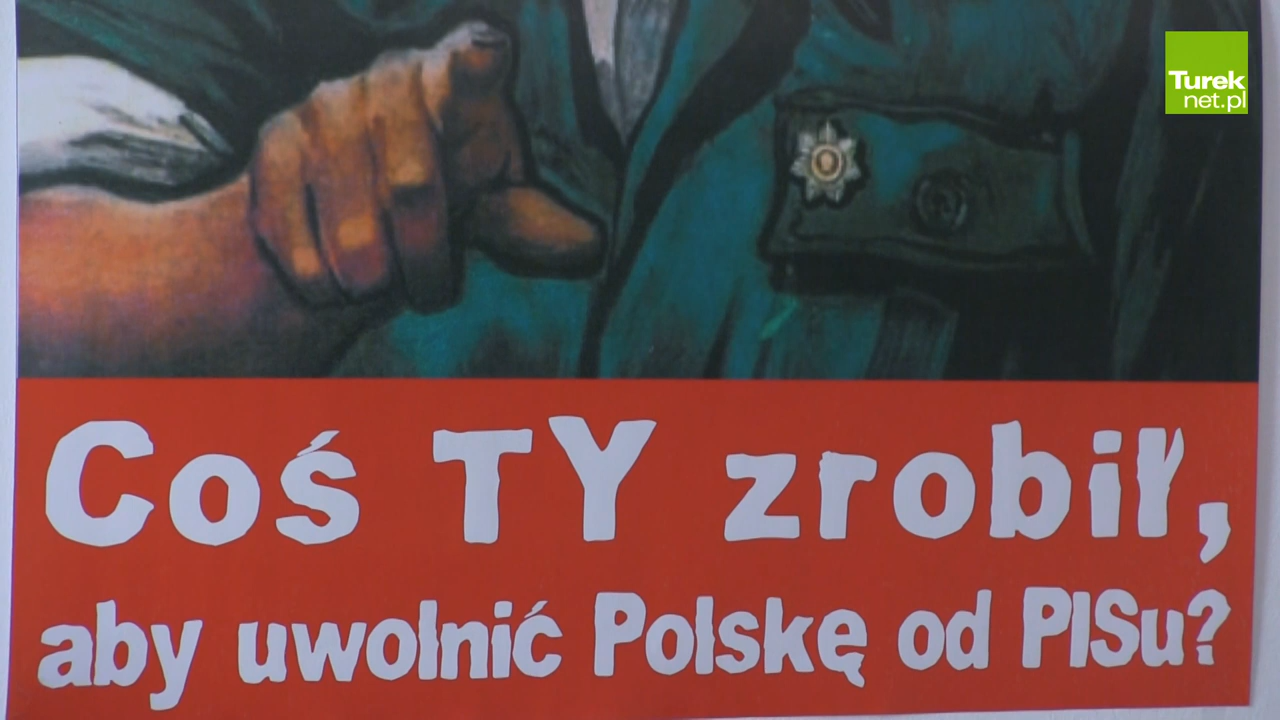 Turek
net.pl
Coś TY zrobił,
aby uwolnić Polskę od PISu?